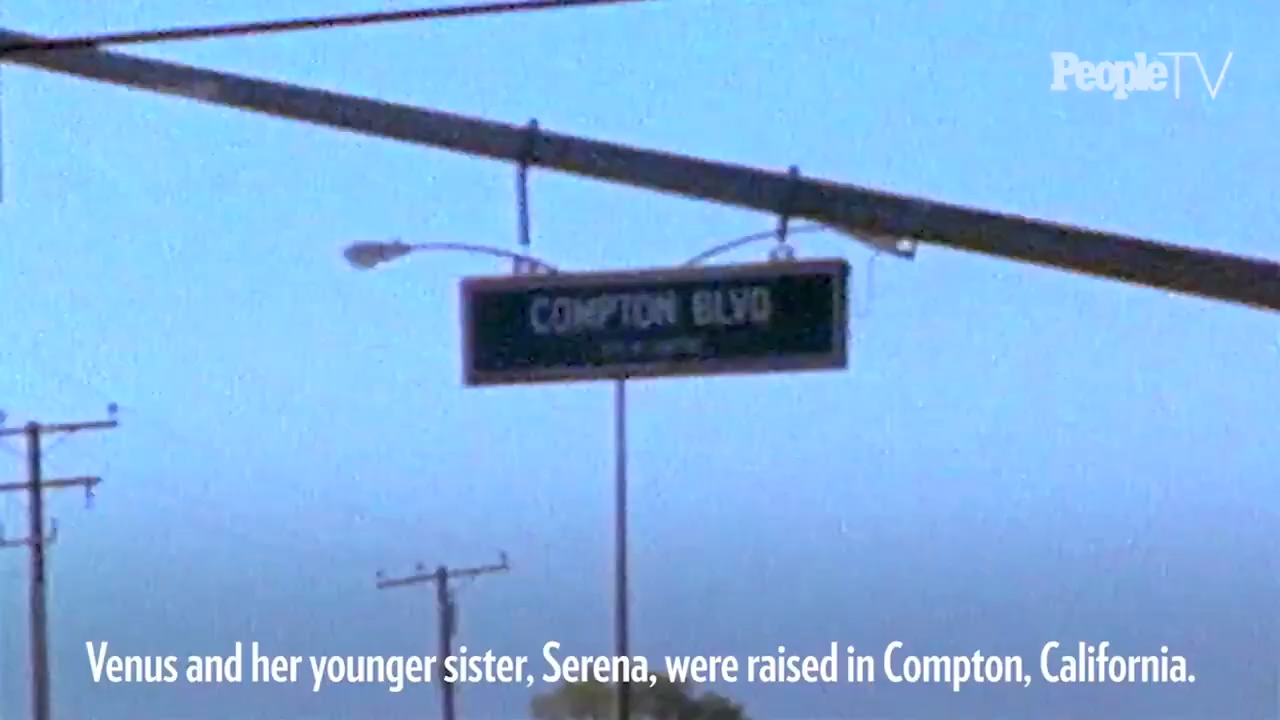 PeopleTV
COMPTON BLVD
Venus and her younger sister, Serena, were raised in Compton, California.